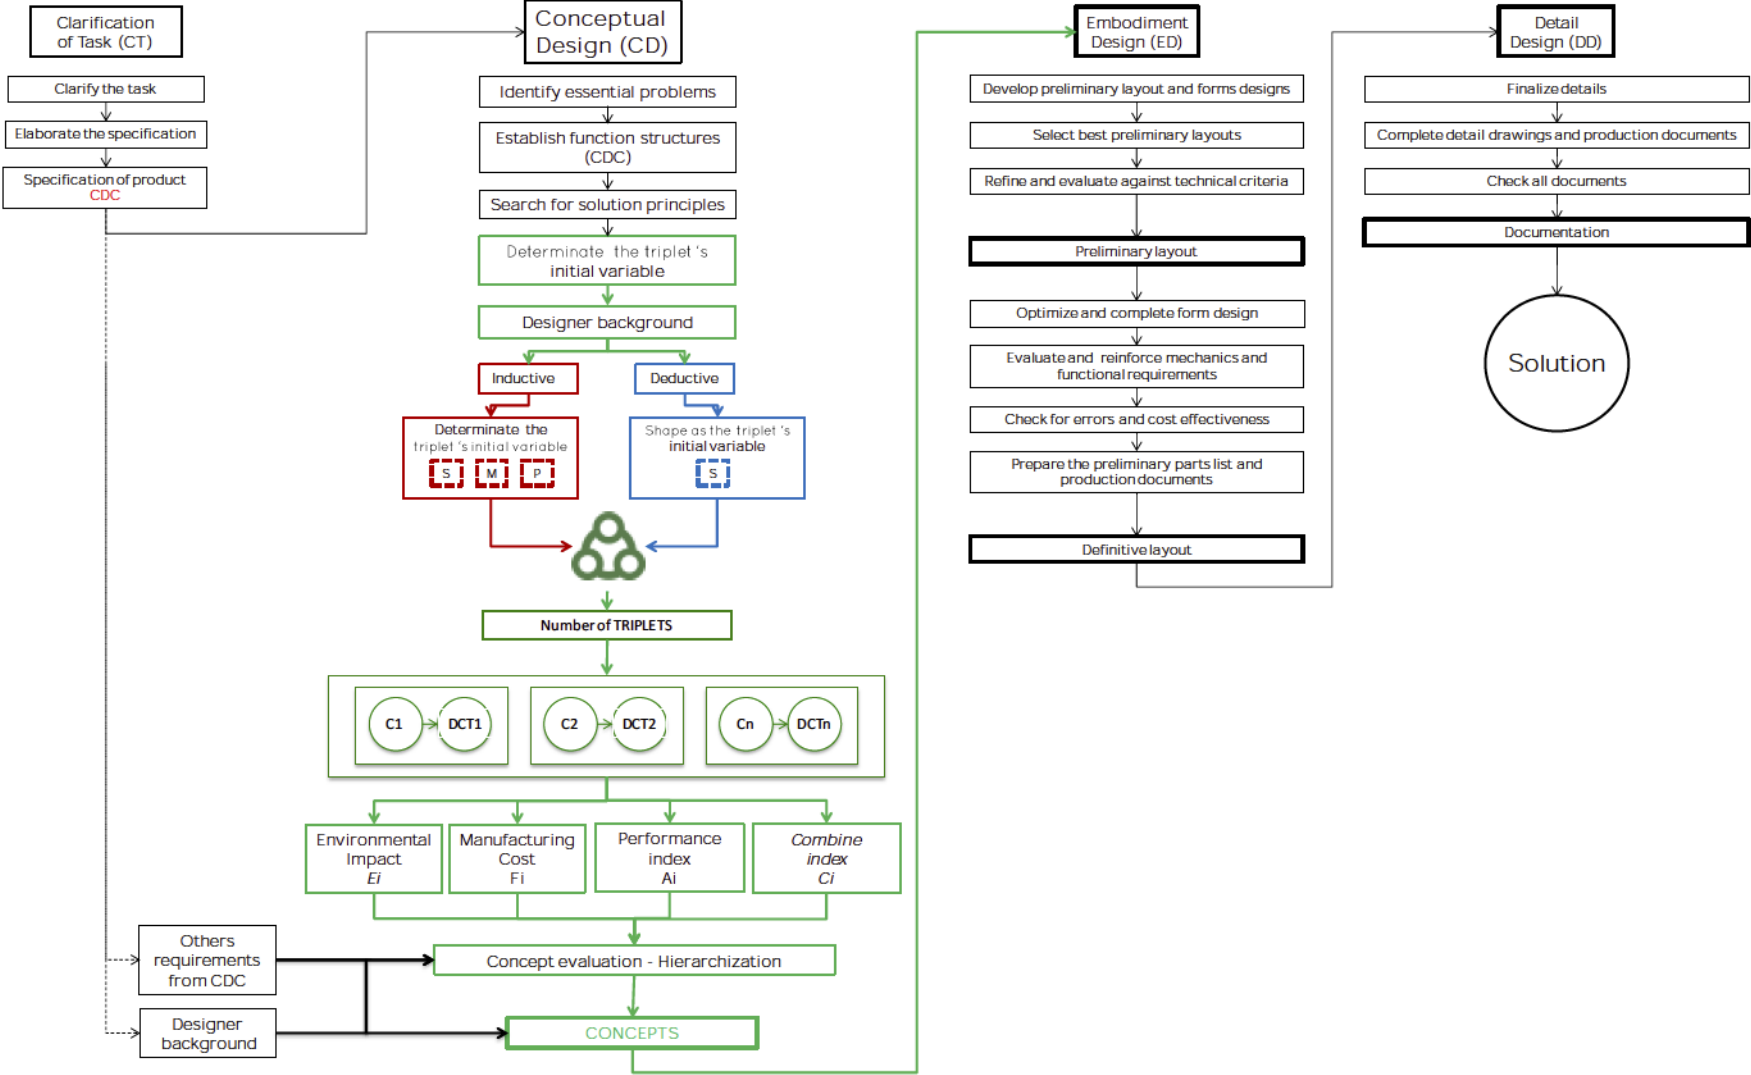 Clarification
of Task (CT)
Clarify the task
Elaborate the specification
Specification of product
CDC
Conceptual
Design (CD)
Identify essential problems
Establish function structures
(CDC)
Search for solution principles
Determinate the triplet 's
initial variable
Designer background
Inductive
Deductive
Determinate the
triplet 's initial variable
S M P
Shape as the triplet 's
initial variable
S
Number of TRIPLETS
C1 DCT1
C2 DCT2
Cn DCTn
Environmental
Impact
Ei
Manufacturing
Cost
Fi
Performance
index
Ai
Combine
index
Ci
Others
requirements
from CDC
Concept evaluation - Hierarchization
Designer
background
CONCEPTS
Embodiment
Design (ED)
Develop preliminary layout and forms designs
Select best preliminary layouts
Refine and evaluate against technical criteria
Preliminary layout
Optimize and complete form design
Evaluate and reinforce mechanics and
functional requirements
Check for errors and cost effectiveness
Prepare the preliminary parts list and
production documents
Definitive layout
Detail
Design (DD)
Finalize details
Complete detail drawings and production documents
Check all documents
Documentation
Solution